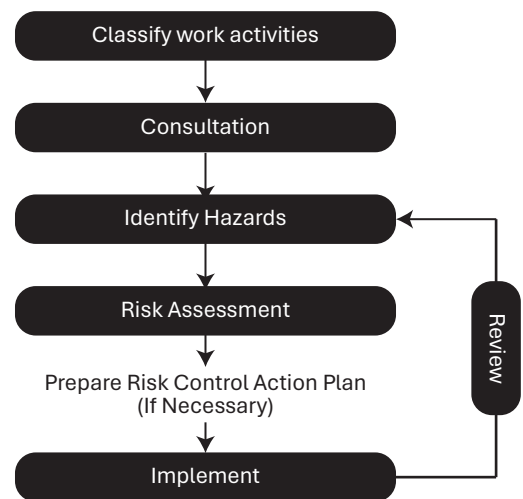 Classify work activities
Consultation
Identify Hazards
Risk Assessment
Prepare Risk Control Action Plan
(If Necessary)
Implement
Review